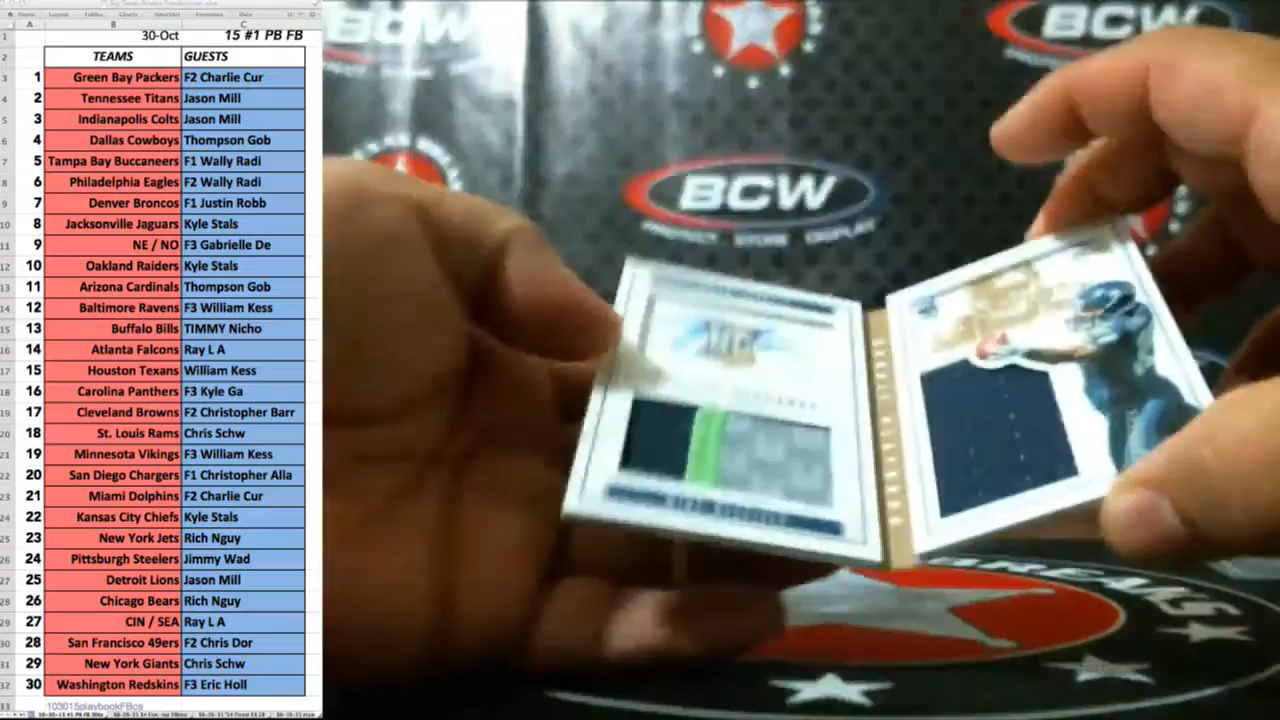 30-Oct 15 #1 PB FB
TEAMS GUESTS
1 Green Bay Packers F2 Charlie Cur
2 Tennessee Titans Jason Mill
3 Indianapolis Colts Jason Mill
4 Dallas Cowboys Thompson Gob
5 Tampa Bay Buccaneers F1 Wally Radi
6 Philadelphia Eagles F2 Wally Radi
7 Denver Broncos F1 Justin Robb
8 Jacksonville Jaguars Kyle Stals
9 NE / NO F3 Gabrielle De
10 Oakland Raiders Kyle Stals
11 Arizona Cardinals Thompson Gob
12 Baltimore Ravens F3 William Kess
13 Buffalo Bills TIMMY Nicho
14 Atlanta Falcons Ray L A
15 Houston Texans William Kess
16 Carolina Panthers F3 Kyle Ga
17 Cleveland Browns F2 Christopher Barr
18 St. Louis Rams Chris Schw
19 Minnesota Vikings F3 William Kess
20 San Diego Chargers F1 Christopher Alla
21 Miami Dolphins F2 Charlie Cur
22 Kansas City Chiefs Kyle Stals
23 New York Jets Rich Nguy
24 Pittsburgh Steelers Jimmy Wad
25 Detroit Lions Jason Mill
26 Chicago Bears Rich Nguy
27 CIN / SEA Ray L A
28 San Francisco 49ers F2 Chris Dor
29 New York Giants Chris Schw
30 Washington Redskins F3 Eric Holl
103015playbookFBcs
BCW
BCW
BCW
PROTECT STORE DISPLAY
BREAKS